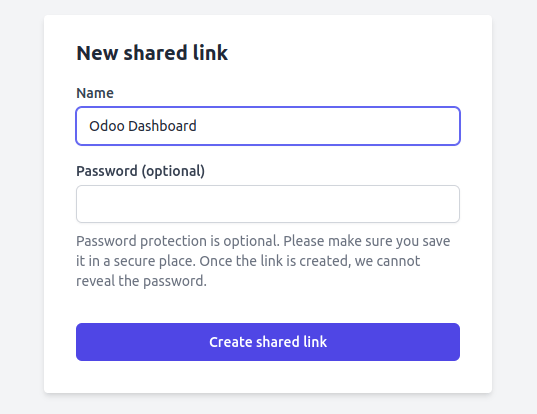 New shared link
Name
Odoo Dashboard
Password (optional)
Password protection is optional. Please make sure you save
it in a secure place. Once the link is created, we cannot
reveal the password.
Create shared link